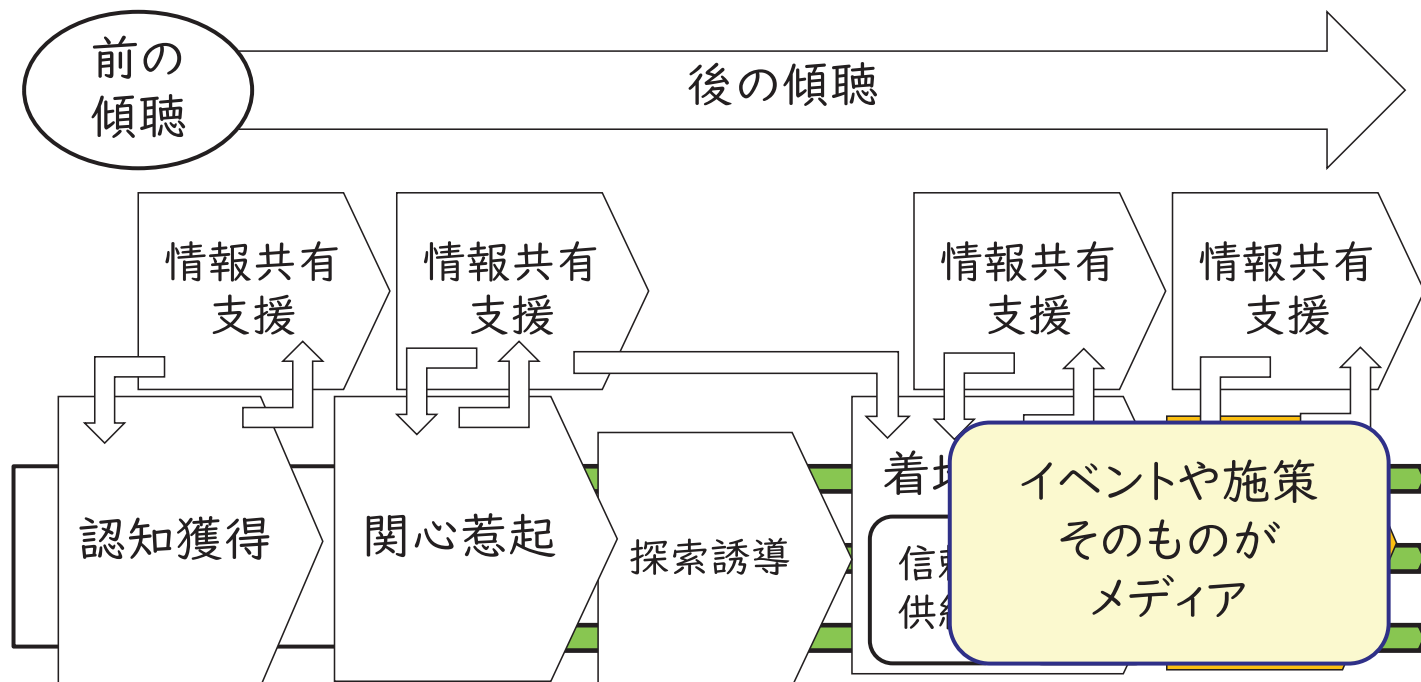 前の
傾聴
後の傾聴
情報共有
支援
情報共有
支援
情報共有
支援
情報共有
支援
認知獲得
関心惹起
探索誘導
着
信
供
イベントや施策
そのものが
メディア